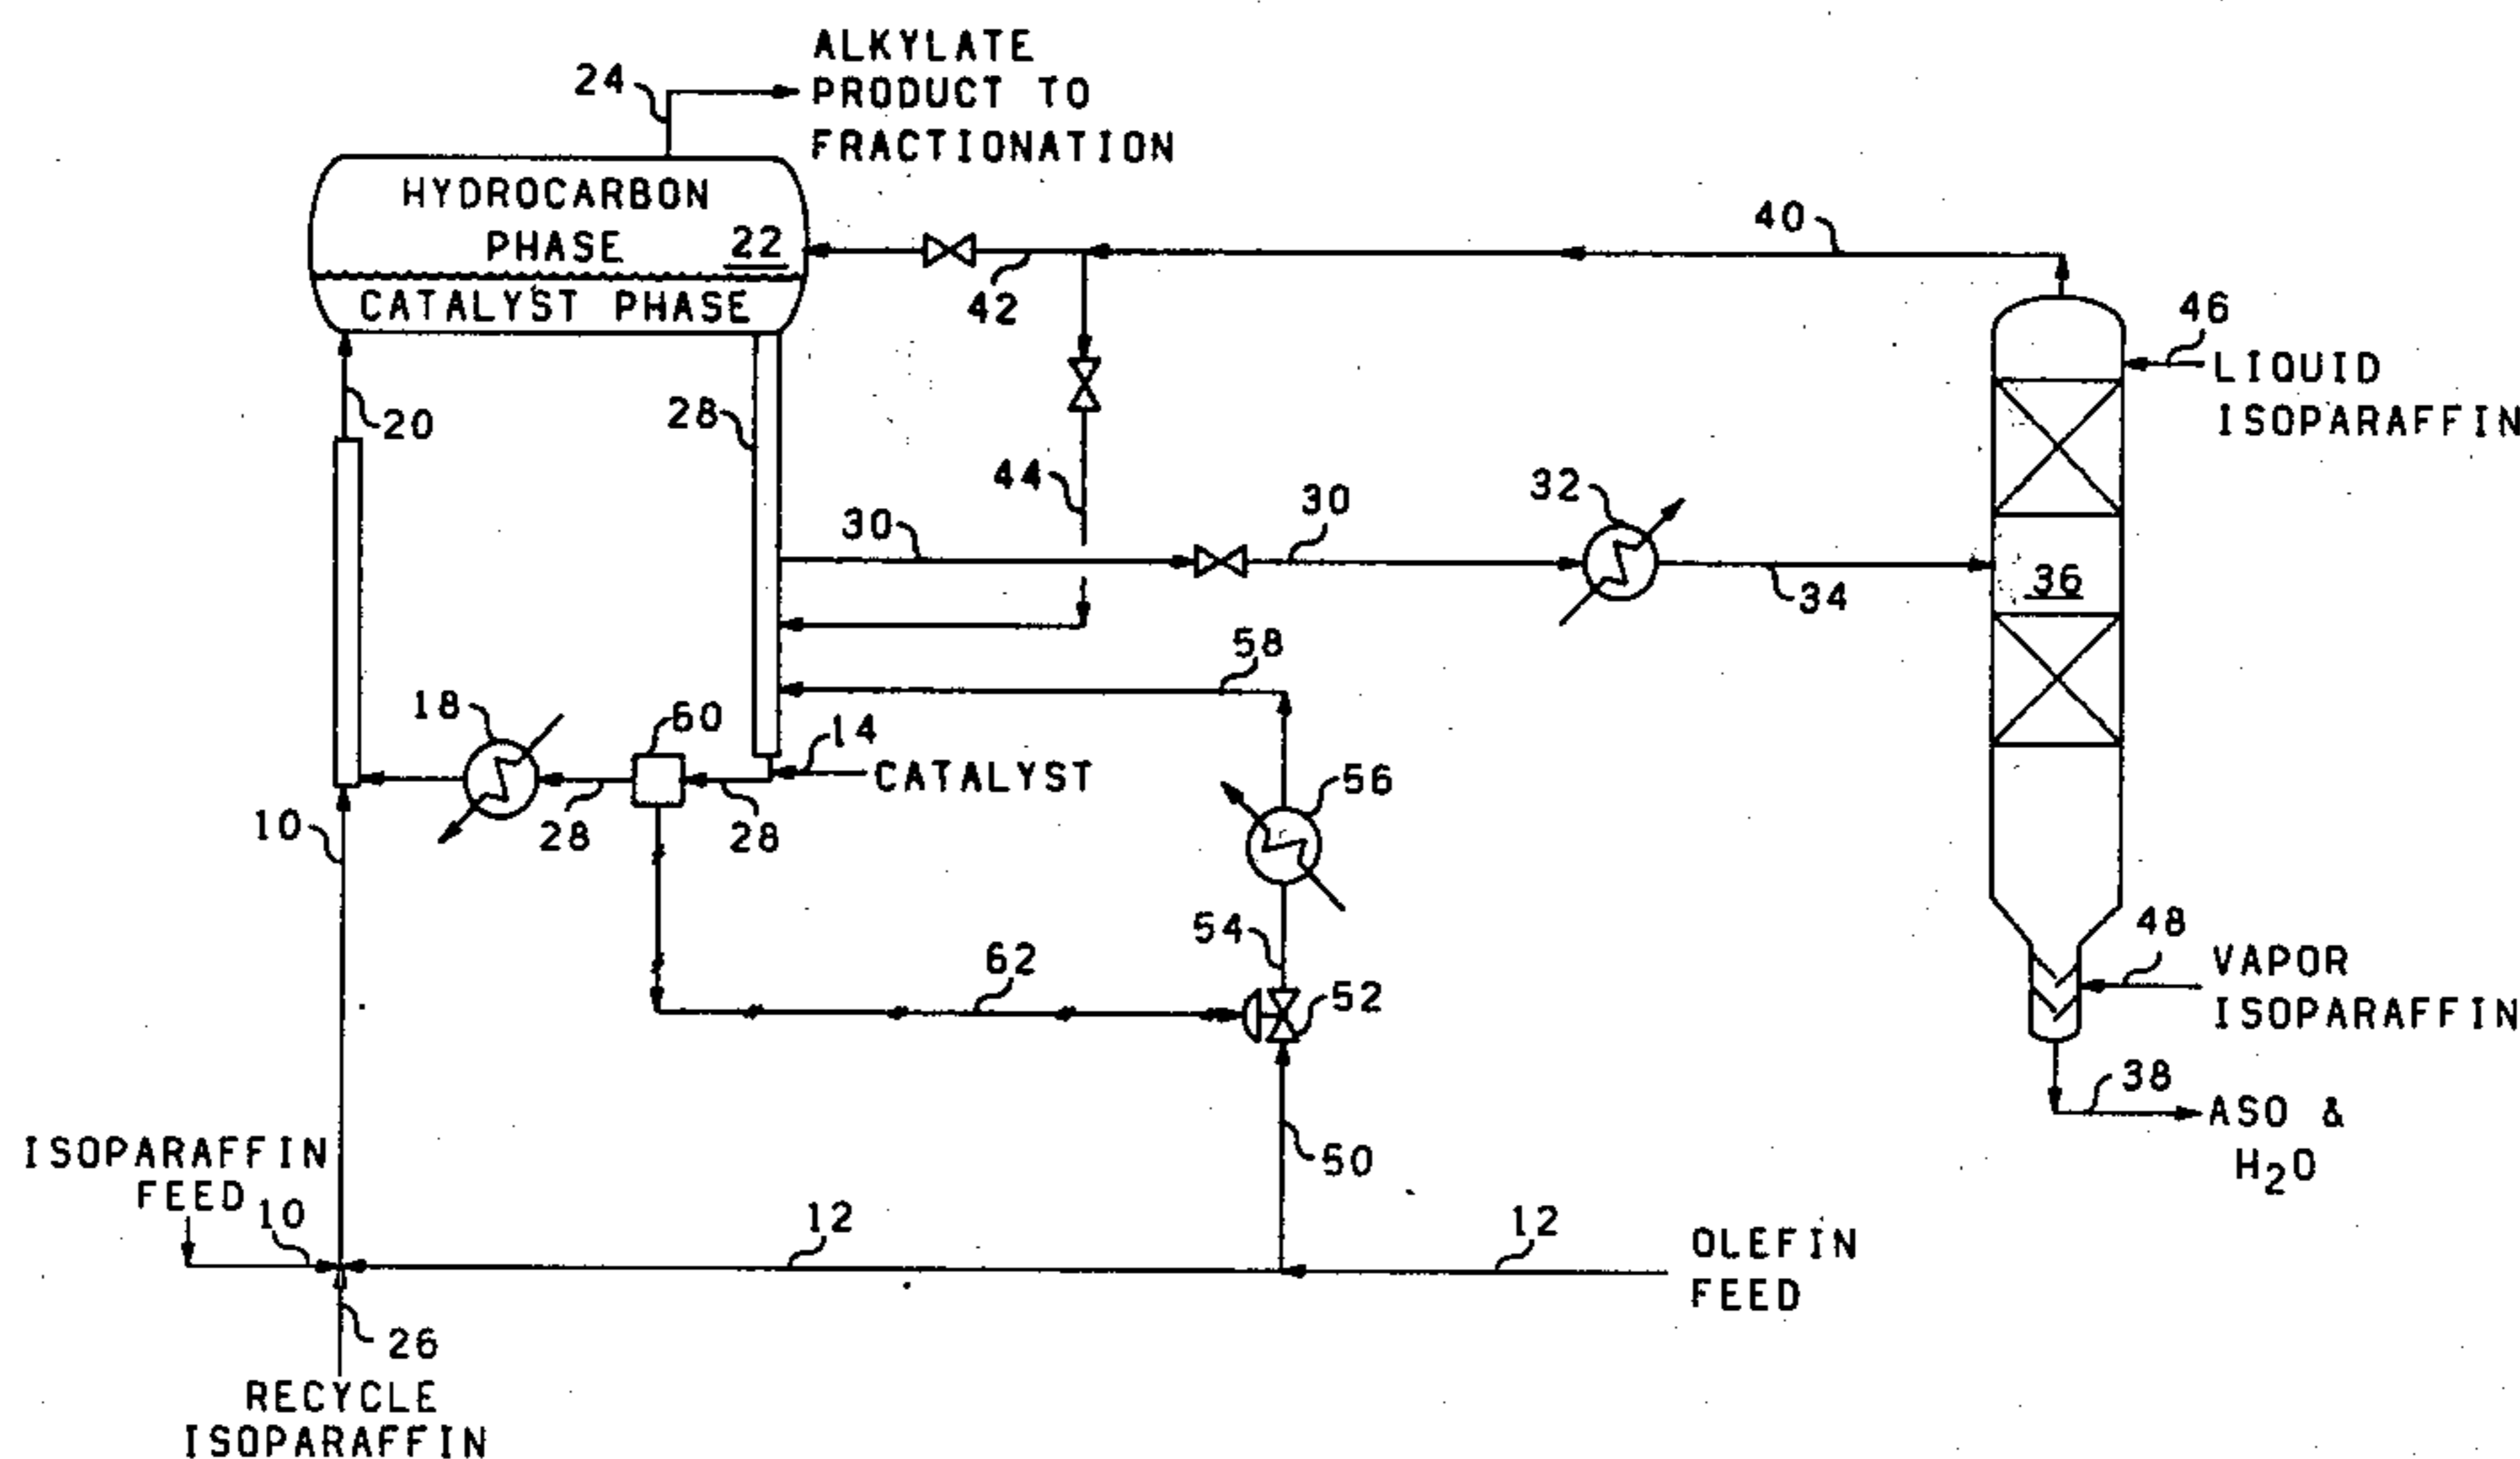 24
ALKYLATE
PRODUCT TO
FRACTIONATION
HYDROCARBON
PHASE 22
CATALYST PHASE
42
40
46
LIQUID
ISOPARAFFIN
20
28
44
30
30
32
34
36
58
18
60
14
CATALYST
28
28
56
10
54
62
52
48
VAPOR
ISOPARAFFIN
38
ASO &
H2O
50
ISOPARAFFIN
FEED
10
12
12
OLEFIN
FEED
26
RECYCLE
ISOPARAFFIN